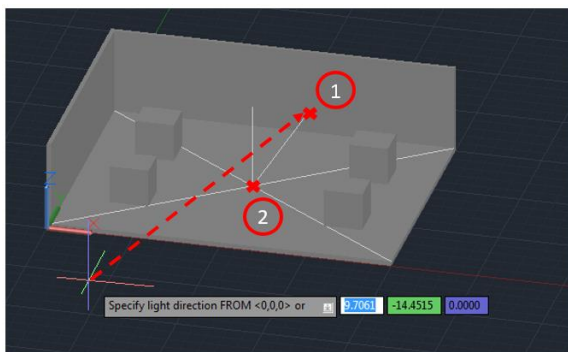 1
2
Z
X
Specify light direction FROM <0,0,0> or 9.7061 -14.4515 0.0000